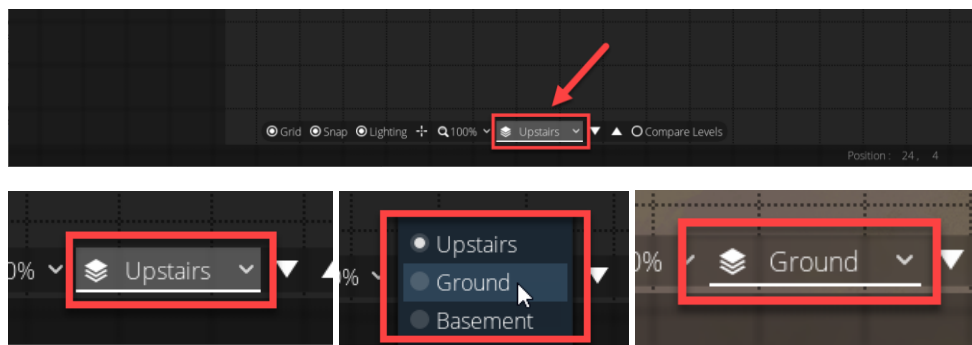 Grid Snap Lighting 100% Upstairs Compare Levels
Position : 24 , 4
0% Upstairs
% Upstairs
Ground
Basement
0% Ground